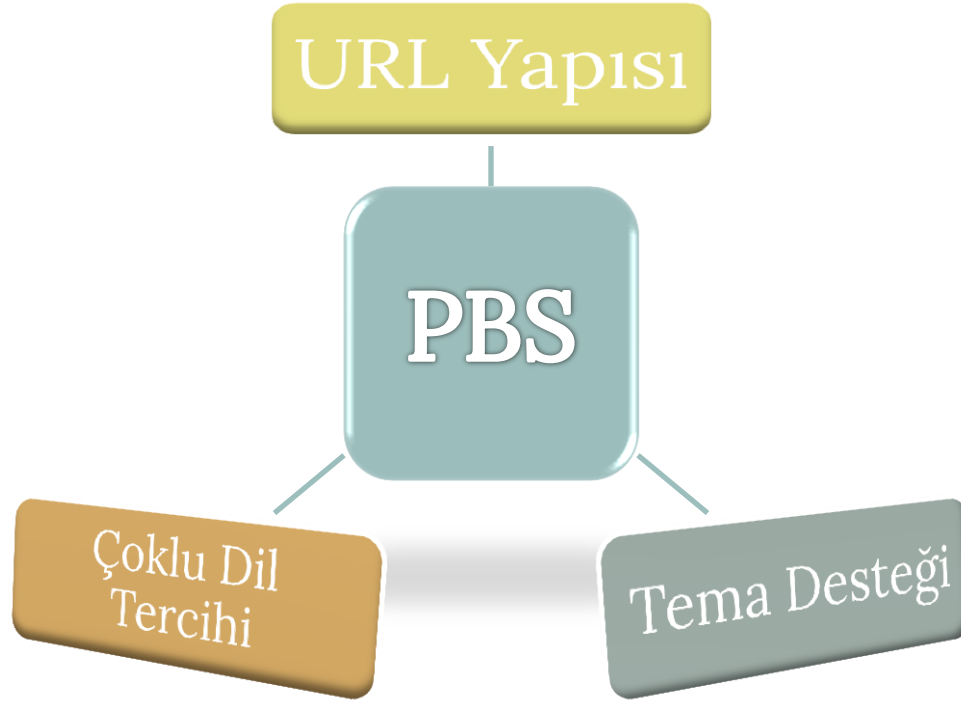 URL Yapısı
PBS
Çoklu Dil
Tercihi
Tema Desteği